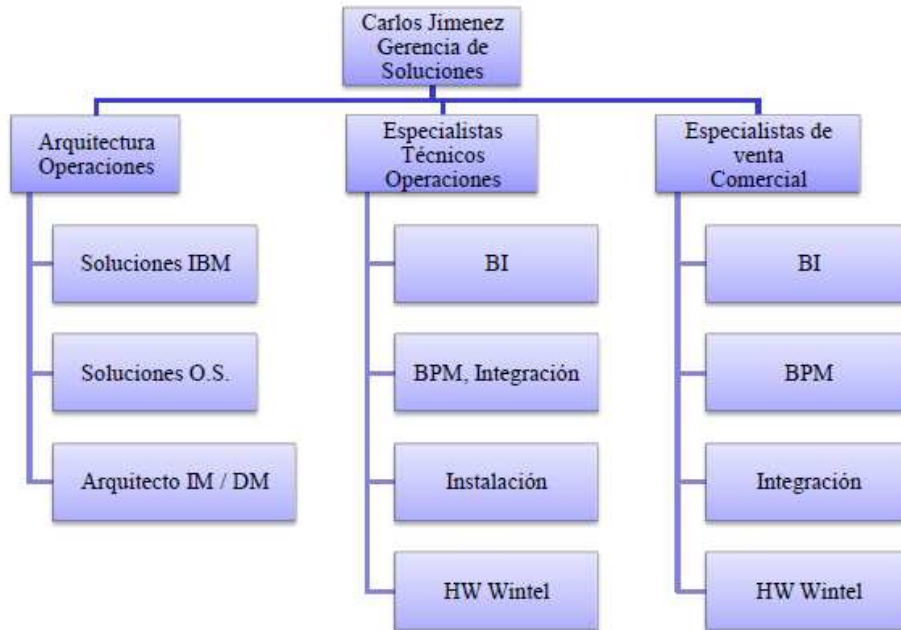 Carlos Jimenez
Gerencia de
Soluciones
Arquitectura
Operaciones
Especialistas
Técnicos
Operaciones
Especialistas de
venta
Comercial
Soluciones IBM
Soluciones O.S.
Arquitecto IM / DM
BI
BPM, Integración
Instalación
HW Wintel
BI
BPM
Integración
HW Wintel